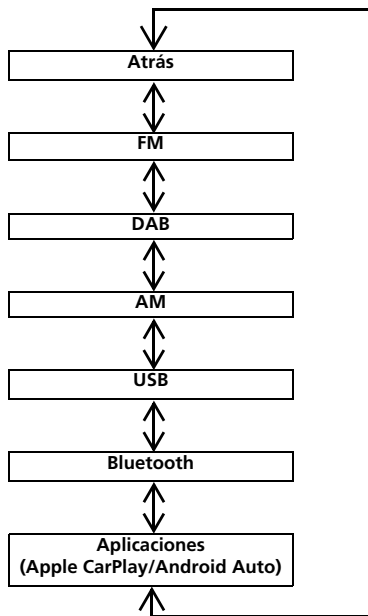 Atrás
FM
DAB
AM
USB
Bluetooth
Aplicaciones
(Apple CarPlay/Android Auto)